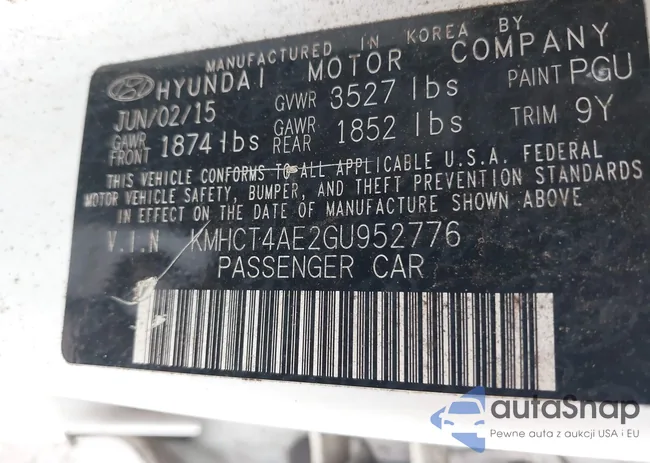 MANUFACTURED IN KOREA BY
HYUNDAI MOTOR COMPANY
JUN/02/15 GVWR 3527 lbs PAINT PGU
GAWR FRONT 1874 lbs GAWR REAR 1852 lbs TRIM 9Y
THIS VEHICLE CONFORMS TO ALL APPLICABLE U.S.A. FEDERAL
MOTOR VEHICLE SAFETY, BUMPER, AND THEFT PREVENTION STANDARDS
IN EFFECT ON THE DATE OF MANUFACTURE SHOWN ABOVE
V.I.N KMHCT4AE2GU952776
PASSENGER CAR
autaSnap
Pewne auta z aukcji USA i EU